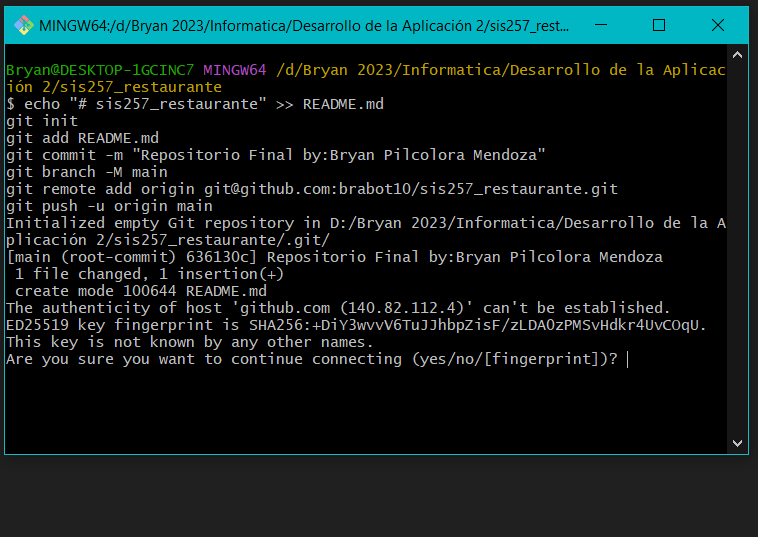 MINGW64:/d/Bryan 2023/Informatica/Desarrollo de la Aplicación 2/sis257_rest...
Bryan@DESKTOP-1GCINC7 MINGW64 /d/Bryan 2023/Informatica/Desarrollo de la Aplicac
ión 2/sis257_restaurante
$ echo "# sis257_restaurante" >> README.md
git init
git add README.md
git commit -m "Repositorio Final by:Bryan Pilcolora Mendoza"
git branch -M main
git remote add origin git@github.com:brabot10/sis257_restaurante.git
git push -u origin main
Initialized empty Git repository in D:/Bryan 2023/Informatica/Desarrollo de la A
plicación 2/sis257_restaurante/.git/
[main (root-commit) 636130c] Repositorio Final by:Bryan Pilcolora Mendoza
 1 file changed, 1 insertion(+)
 create mode 100644 README.md
The authenticity of host 'github.com (140.82.112.4)' can't be established.
ED25519 key fingerprint is SHA256:+DiY3wvvV6TuJJhbpZisF/zLDA0zPMSvHdkr4UvCOqU.
This key is not known by any other names.
Are you sure you want to continue connecting (yes/no/[fingerprint])?